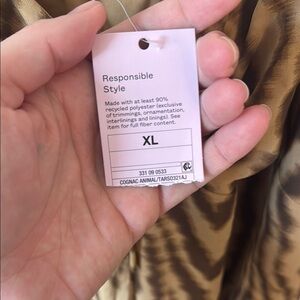 Responsible
Style
Made with at least 90%
recycled polyester (exclusive
of trimmings, ornamentation,
interlinings and linings). See
item for full fiber content.
XL
331 09 0533
COGNAC ANIMAL/TARS0321AJ